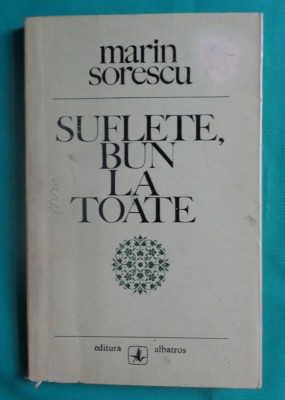 marin
sorescu
SUFLETE,
BUN
LA
TOATE
editura albatros